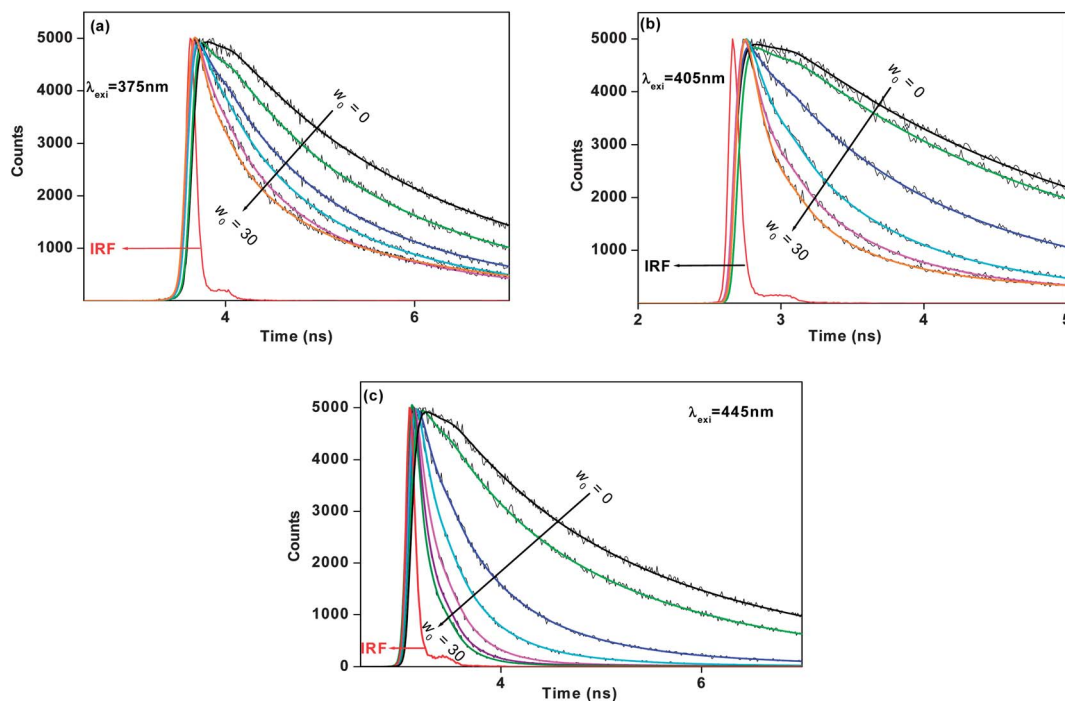 (a)
5000
4000
3000
2000
1000
Counts
λexi=375nm
w0 = 0
w0 = 30
IRF
4
6
Time (ns)
(b)
5000
4000
3000
2000
1000
Counts
λexi=405nm
w0 = 0
w0 = 30
IRF
2
3
4
5
Time (ns)
(c)
5000
4000
3000
2000
1000
0
Counts
λexi=445nm
w0 = 0
w0 = 30
IRF
4
6
Time (ns)